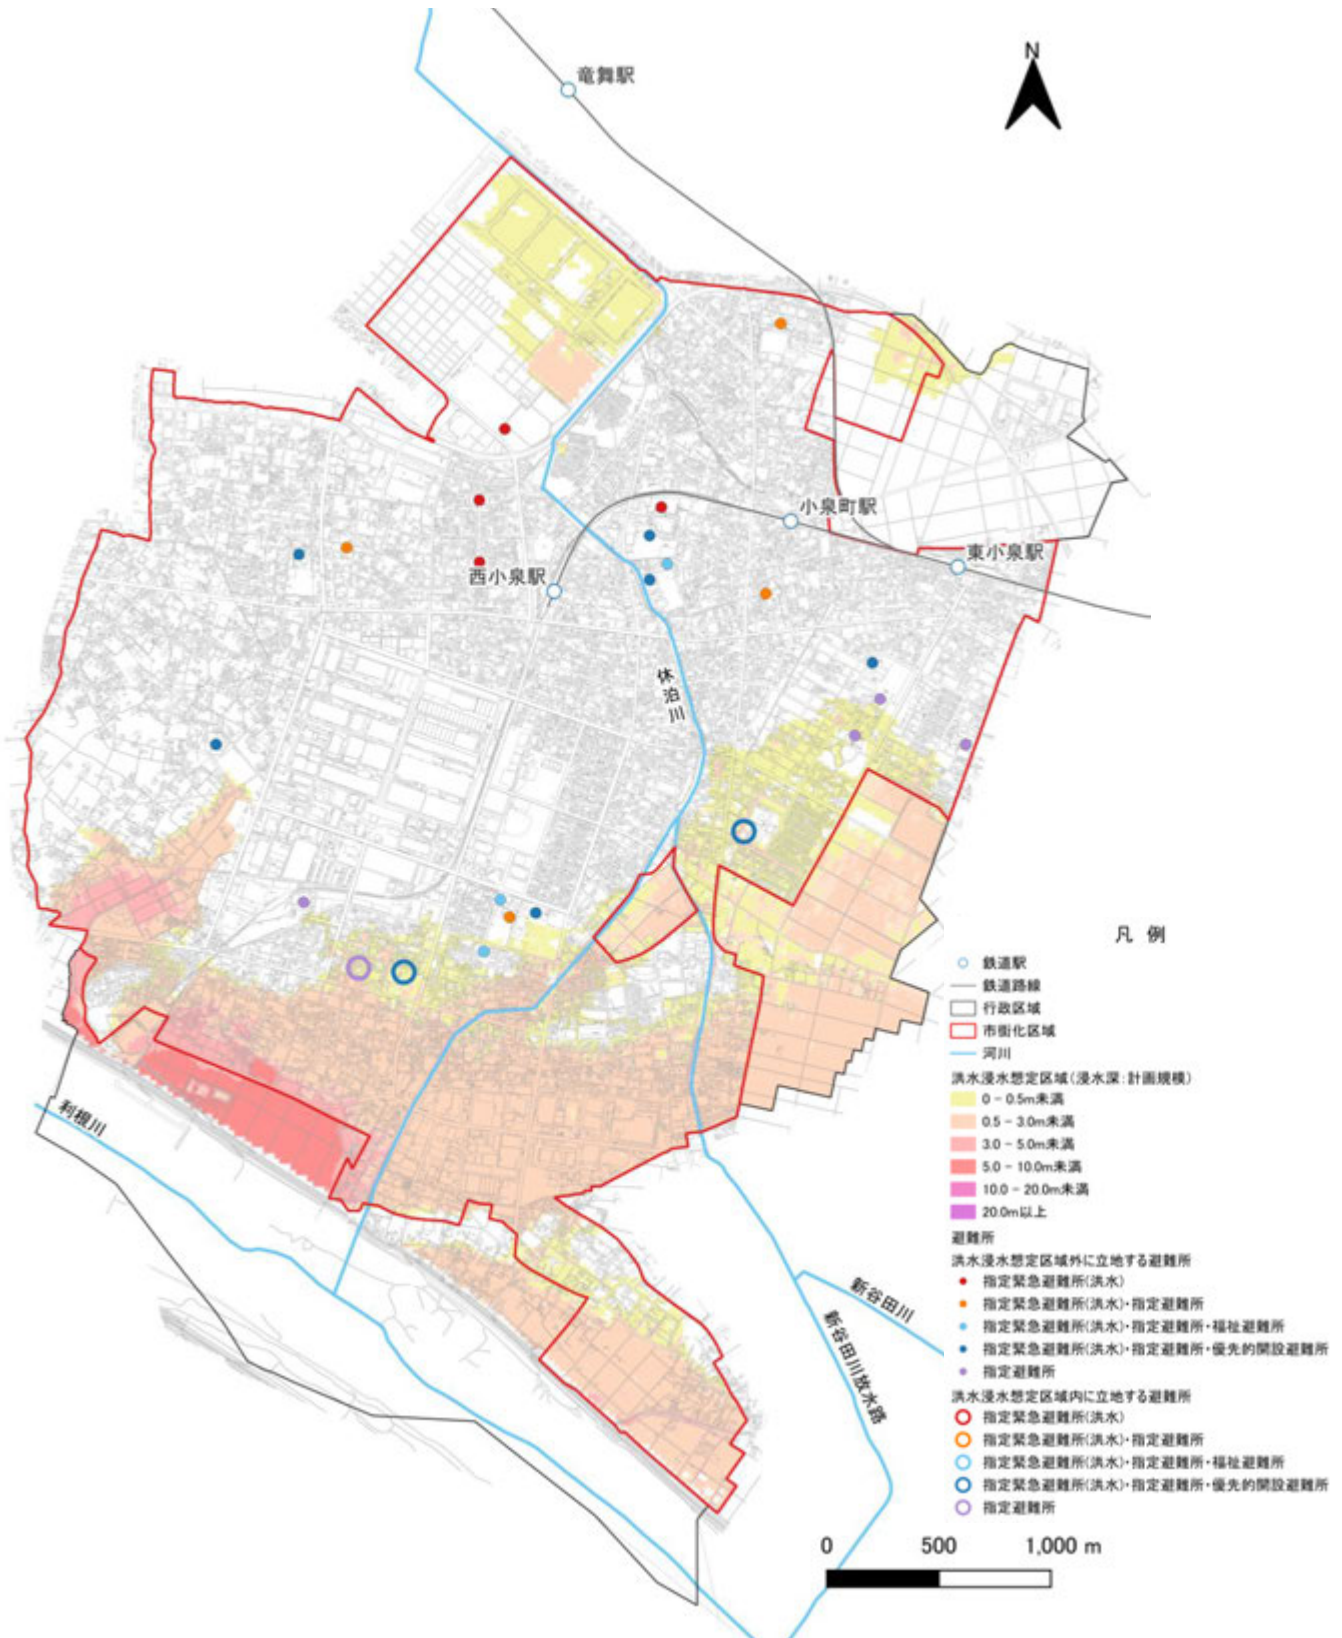 N
竜舞駅
小泉町駅
東小泉駅
西小泉駅
休泊川
利根川
新谷田川
新谷田川放水路
凡 例
鉄道駅
鉄道路線
行政区域
市街化区域
河川
洪水浸水想定区域(浸水深:計画規模)
0 - 0.5m未満
0.5 - 3.0m未満
3.0 - 5.0m未満
5.0 - 10.0m未満
10.0 - 20.0m未満
20.0m以上
避難所
洪水浸水想定区域外に立地する避難所
指定緊急避難所(洪水)
指定緊急避難所(洪水)・指定避難所
指定緊急避難所(洪水)・指定避難所・福祉避難所
指定緊急避難所(洪水)・指定避難所・優先的開設避難所
指定避難所
洪水浸水想定区域内に立地する避難所
指定緊急避難所(洪水)
指定緊急避難所(洪水)・指定避難所
指定緊急避難所(洪水)・指定避難所・福祉避難所
指定緊急避難所(洪水)・指定避難所・優先的開設避難所
指定避難所
0 500 1,000 m